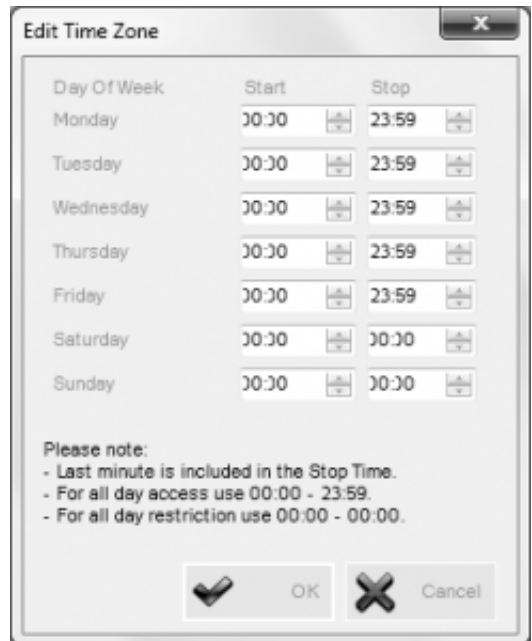 Edit Time Zone
Day Of Week Start Stop
Monday 00:00 23:59
Tuesday 00:00 23:59
Wednesday 00:00 23:59
Thursday 00:00 23:59
Friday 00:00 23:59
Saturday 00:00 00:00
Sunday 00:00 00:00
Please note:
- Last minute is included in the Stop Time.
- For all day access use 00:00 - 23:59.
- For all day restriction use 00:00 - 00:00.
OK Cancel